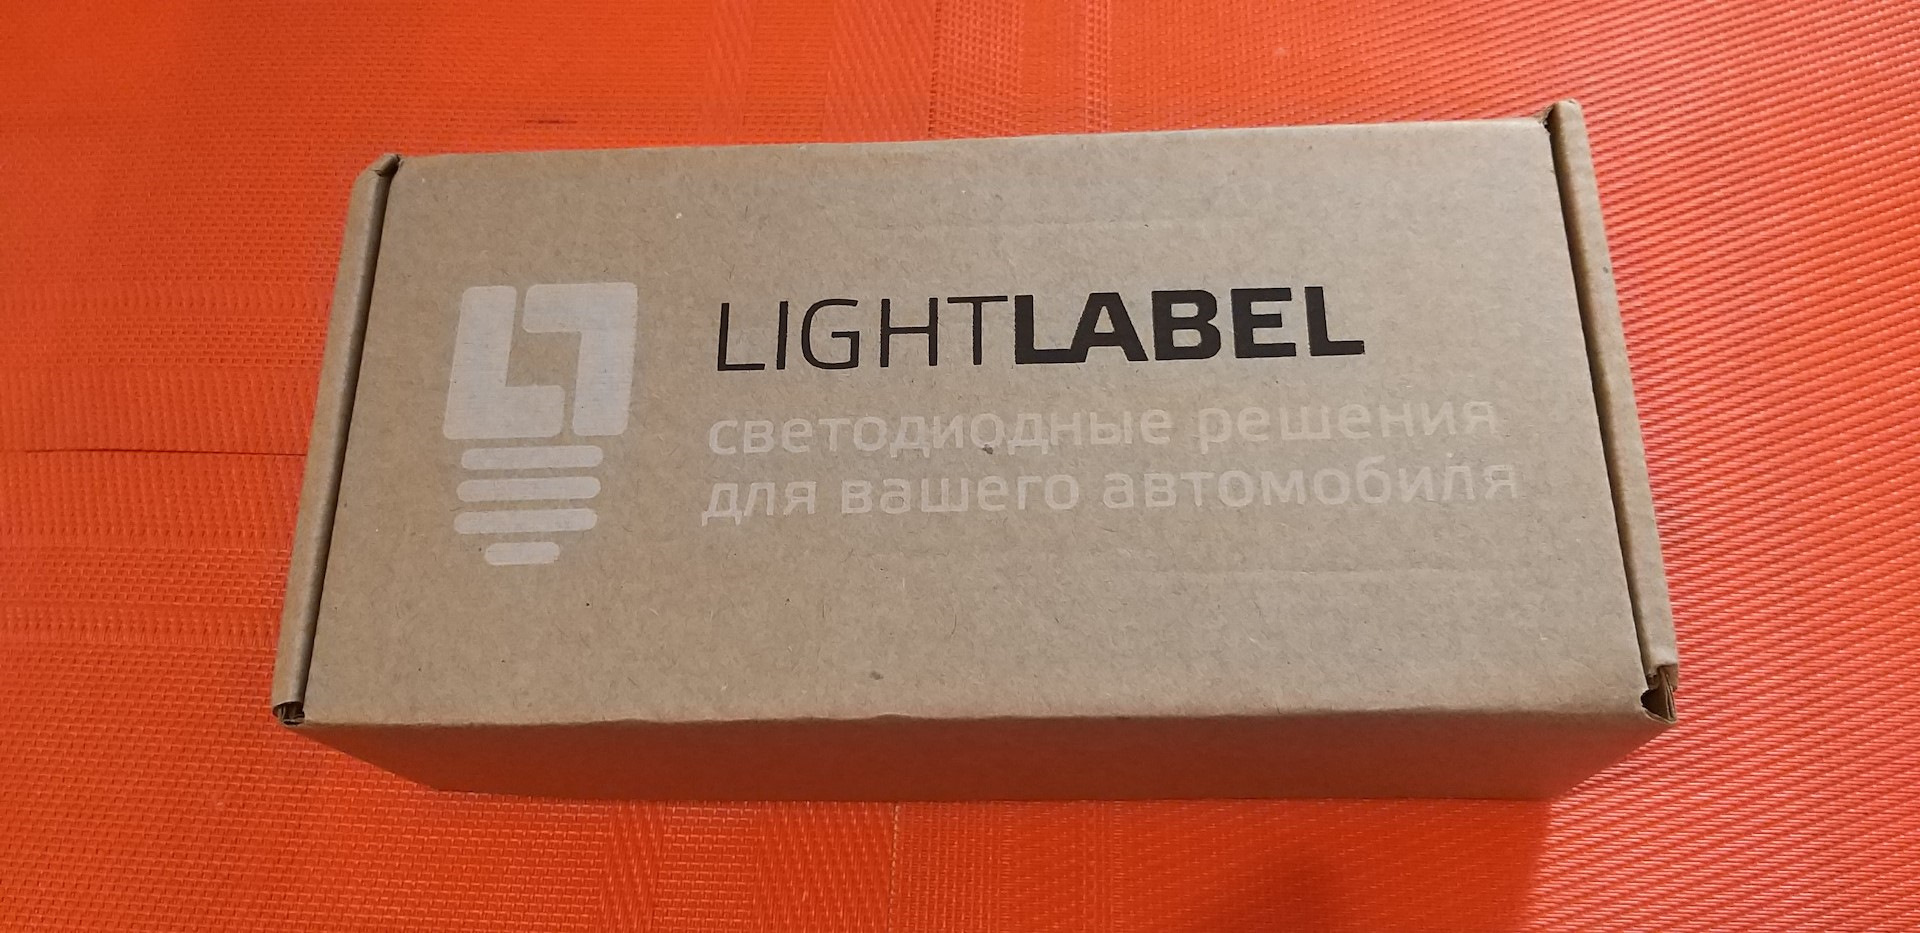 LIGHTLABEL
светодиодные решения
для вашего автомобиля